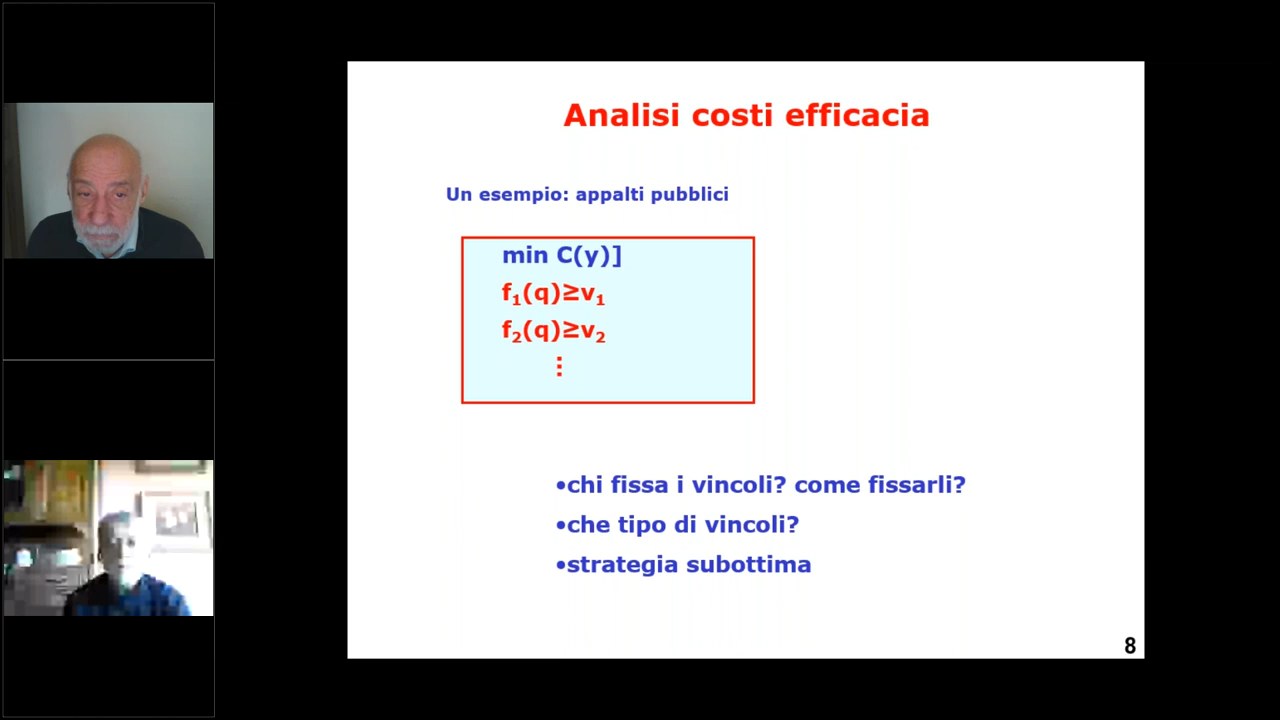 Analisi costi efficacia
Un esempio: appalti pubblici
min C(y)]
f₁(q)≥v₁
f₂(q)≥v₂
⋮
•chi fissa i vincoli? come fissarli?
•che tipo di vincoli?
•strategia subottima
8